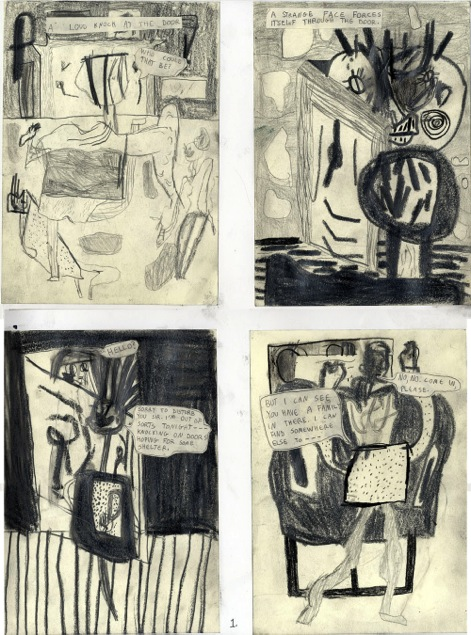 A LOUD KNOCK AT THE DOOR
WHO COULD
THAT BE?
A STRANGE FACE FORCES
ITSELF THROUGH THE DOOR.
HELLO?
SORRY TO DISTURB
YOU SIR, I'M OUT OF
SORTS TONIGHT ---
KNOCKING ON DOORS
HOPING FOR SOME
SHELTER.
NO, NO. COME IN,
PLEASE.
BUT I CAN SEE
YOU HAVE A FAMILY
IN THERE. I CAN
FIND SOMEWHERE
ELSE TO ----
1.